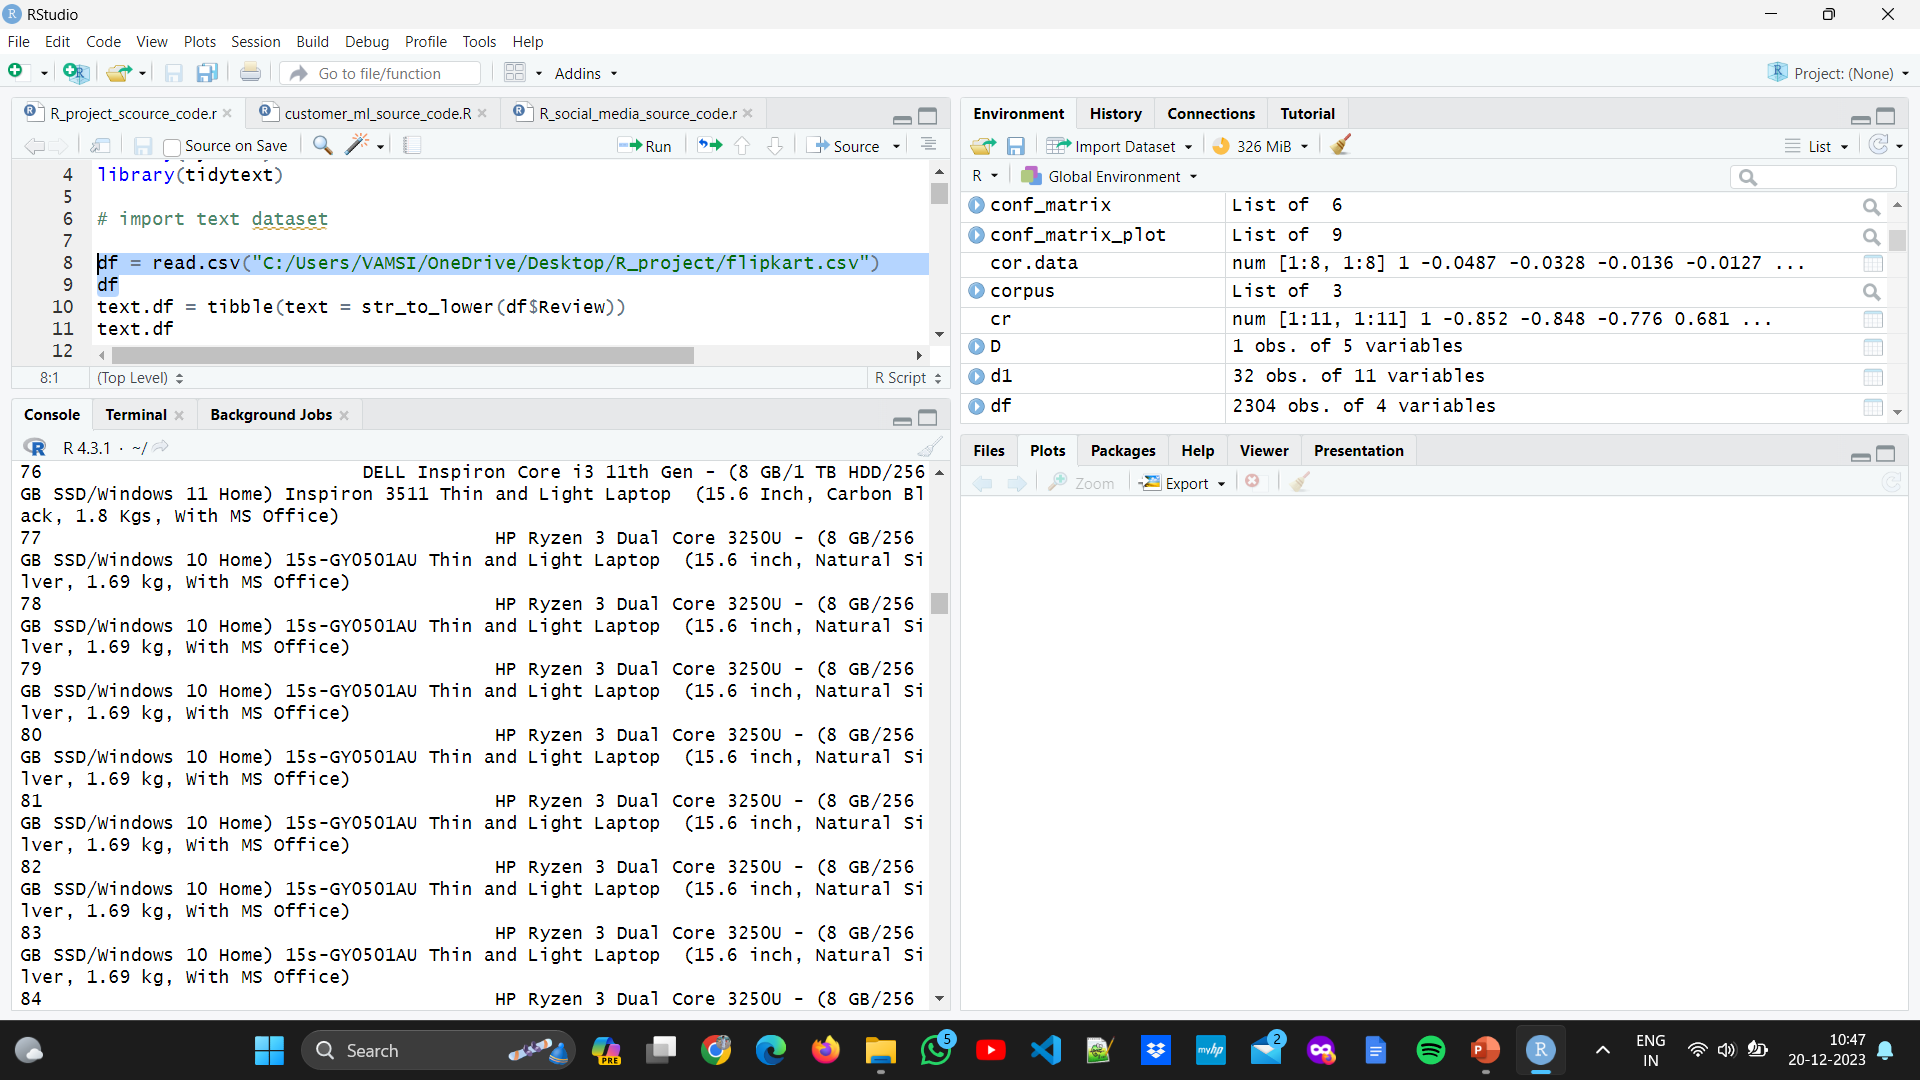 RStudio
File Edit Code View Plots Session Build Debug Profile Tools Help
Go to file/function Addins Project: (None)
R_project_scource_code.r customer_ml_source_code.R R_social_media_source_code.r
Source on Save Run Source
4 library(tidytext)
5
6 # import text dataset
7
8 df = read.csv("C:/Users/VAMSI/OneDrive/Desktop/R_project/flipkart.csv")
9 df
10 text.df = tibble(text = str_to_lower(df$Review))
11 text.df
12
8:1 (Top Level) R Script
Console Terminal Background Jobs
R 4.3.1 · ~/
76 DELL Inspiron Core i3 11th Gen - (8 GB/1 TB HDD/256
GB SSD/Windows 11 Home) Inspiron 3511 Thin and Light Laptop (15.6 Inch, Carbon Bl
ack, 1.8 Kgs, With MS Office)
77 HP Ryzen 3 Dual Core 3250U - (8 GB/256
GB SSD/Windows 10 Home) 15s-GY0501AU Thin and Light Laptop (15.6 inch, Natural Si
lver, 1.69 kg, With MS Office)
78 HP Ryzen 3 Dual Core 3250U - (8 GB/256
GB SSD/Windows 10 Home) 15s-GY0501AU Thin and Light Laptop (15.6 inch, Natural Si
lver, 1.69 kg, With MS Office)
79 HP Ryzen 3 Dual Core 3250U - (8 GB/256
GB SSD/Windows 10 Home) 15s-GY0501AU Thin and Light Laptop (15.6 inch, Natural Si
lver, 1.69 kg, With MS Office)
80 HP Ryzen 3 Dual Core 3250U - (8 GB/256
GB SSD/Windows 10 Home) 15s-GY0501AU Thin and Light Laptop (15.6 inch, Natural Si
lver, 1.69 kg, With MS Office)
81 HP Ryzen 3 Dual Core 3250U - (8 GB/256
GB SSD/Windows 10 Home) 15s-GY0501AU Thin and Light Laptop (15.6 inch, Natural Si
lver, 1.69 kg, With MS Office)
82 HP Ryzen 3 Dual Core 3250U - (8 GB/256
GB SSD/Windows 10 Home) 15s-GY0501AU Thin and Light Laptop (15.6 inch, Natural Si
lver, 1.69 kg, With MS Office)
83 HP Ryzen 3 Dual Core 3250U - (8 GB/256
GB SSD/Windows 10 Home) 15s-GY0501AU Thin and Light Laptop (15.6 inch, Natural Si
lver, 1.69 kg, With MS Office)
84 HP Ryzen 3 Dual Core 3250U - (8 GB/256
Environment History Connections Tutorial
Import Dataset 326 MiB List
R Global Environment
conf_matrix List of 6
conf_matrix_plot List of 9
cor.data num [1:8, 1:8] 1 -0.0487 -0.0328 -0.0136 -0.0127 ...
corpus List of 3
cr num [1:11, 1:11] 1 -0.852 -0.848 -0.776 0.681 ...
D 1 obs. of 5 variables
d1 32 obs. of 11 variables
df 2304 obs. of 4 variables
Files Plots Packages Help Viewer Presentation
Zoom Export
Search PRE 5 myhp 2 P R
ENG
IN
10:47
20-12-2023